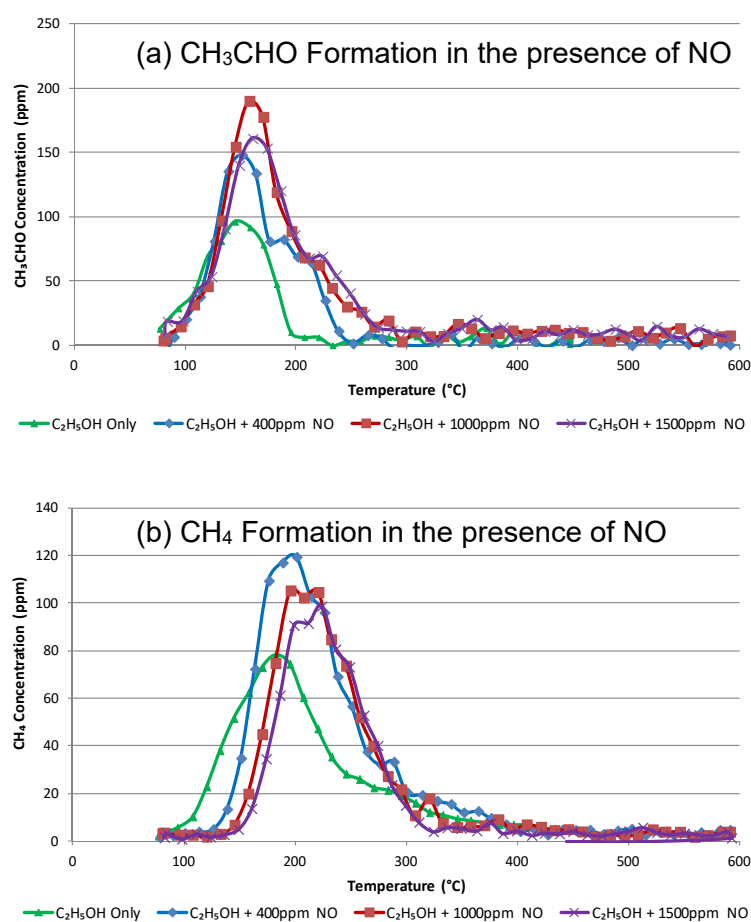 (a) CH₃CHO Formation in the presence of NO
CH₃CHO Concentration (ppm)
250
200
150
100
50
0
0 100 200 300 400 500 600
Temperature (°C)
C₂H₅OH Only C₂H₅OH + 400ppm NO C₂H₅OH + 1000ppm NO C₂H₅OH + 1500ppm NO
(b) CH₄ Formation in the presence of NO
CH₄ Concentration (ppm)
140
120
100
80
60
40
20
0
0 100 200 300 400 500 600
Temperature (°C)
C₂H₅OH Only C₂H₅OH + 400ppm NO C₂H₅OH + 1000ppm NO C₂H₅OH + 1500ppm NO